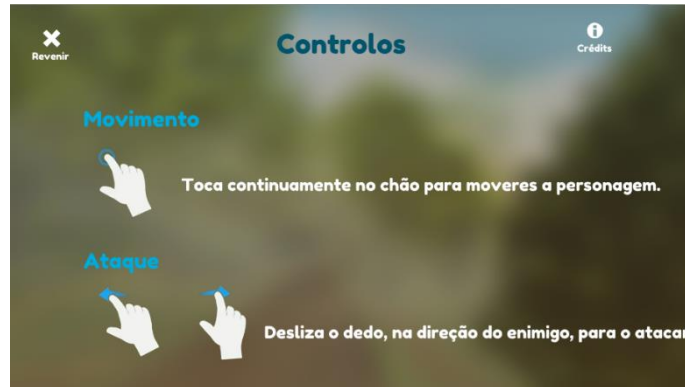 Revenir
Controlos
Crédits
Movimento
Toca continuamente no chão para moveres a personagem.
Ataque
Desliza o dedo, na direção do enimigo, para o atacar